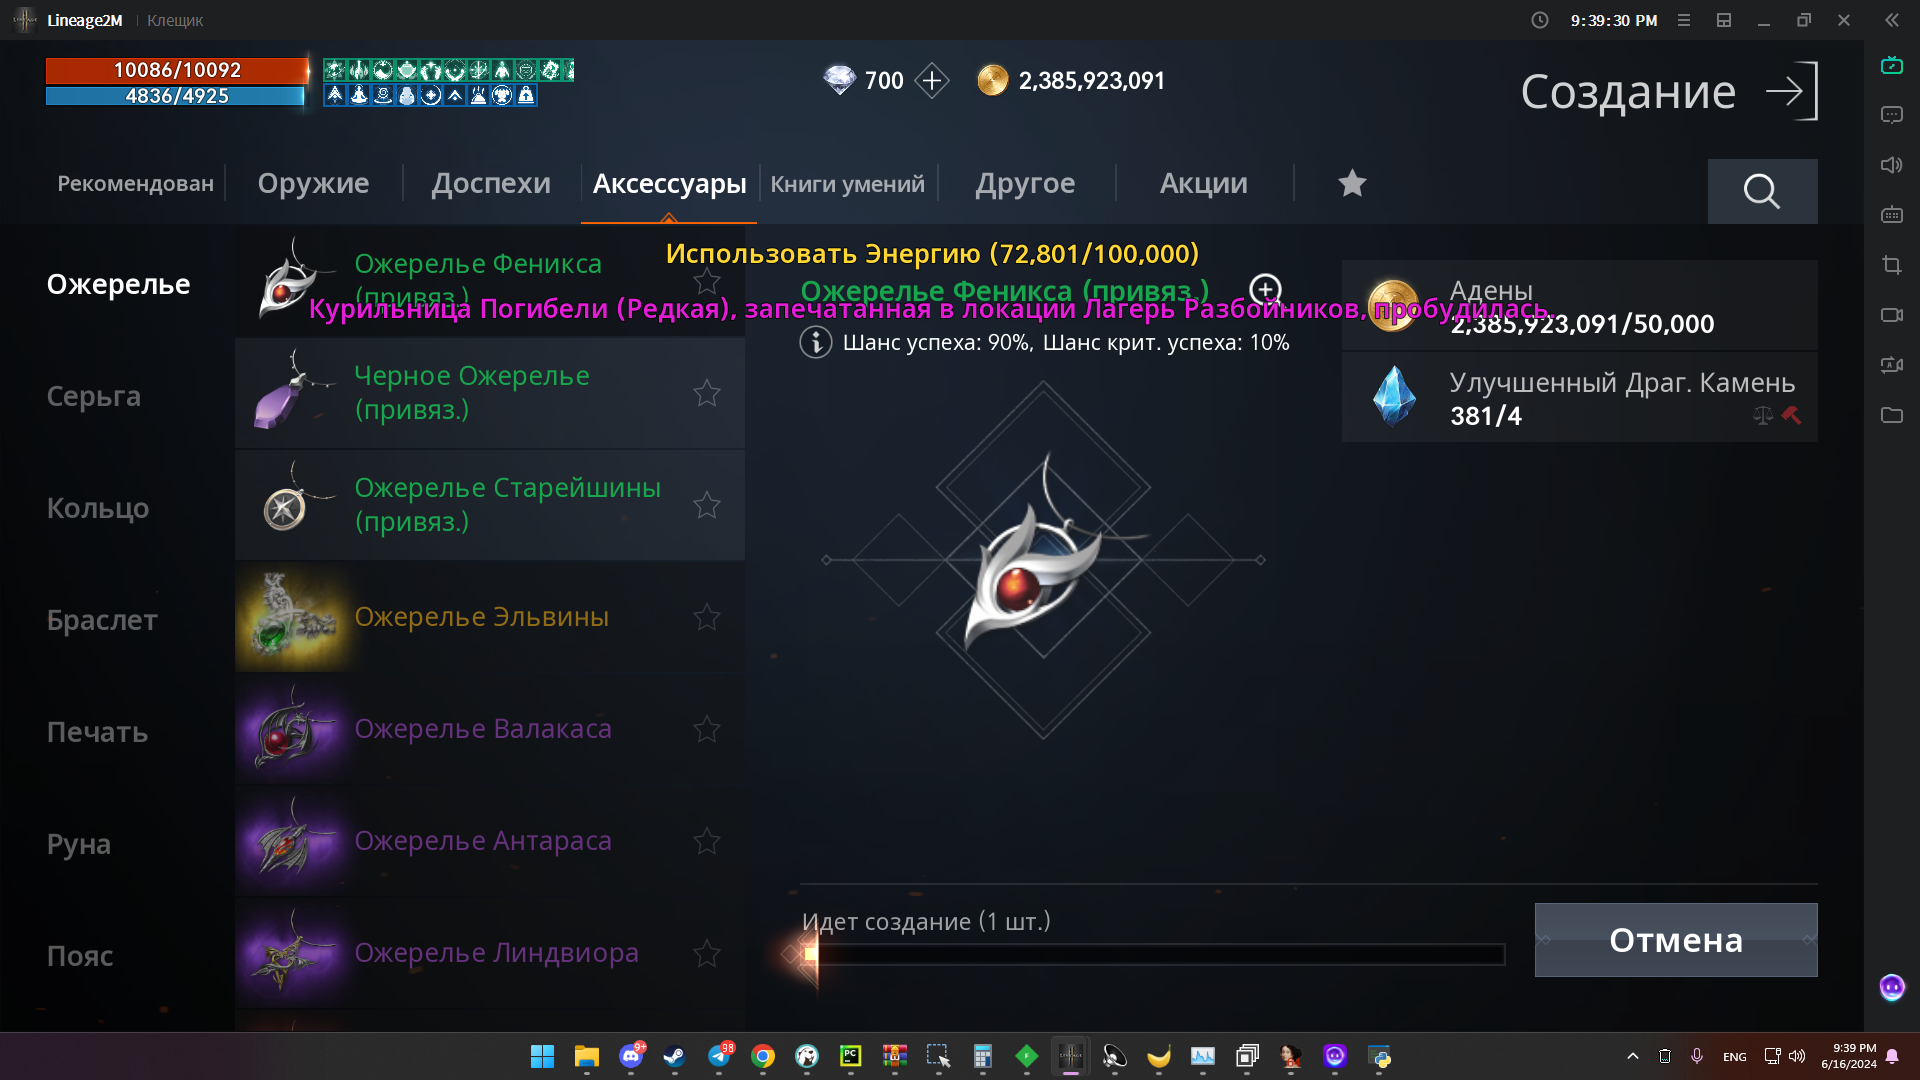 Lineage2M
Клещик
9:39:30 PM
10086/10092
4836/4925
700
2,385,923,091
Создание
Рекомендован
Оружие
Доспехи
Аксессуары
Книги умений
Другое
Акции
Ожерелье
Серьга
Кольцо
Браслет
Печать
Руна
Пояс
Ожерелье Феникса
(привяз.)
Черное Ожерелье
(привяз.)
Ожерелье Старейшины
(привяз.)
Ожерелье Эльвины
Ожерелье Валакаса
Ожерелье Антараса
Ожерелье Линдвиора
Использовать Энергию (72,801/100,000)
Ожерелье Феникса (привяз.)
Курильница Погибели (Редкая), запечатанная в локации Лагерь Разбойников, пробудилась.
Шанс успеха: 90%, Шанс крит. успеха: 10%
Адены
2,385,923,091/50,000
Улучшенный Драг. Камень
381/4
Идет создание (1 шт.)
Отмена
9+
98
PC
ENG
9:39 PM
6/16/2024